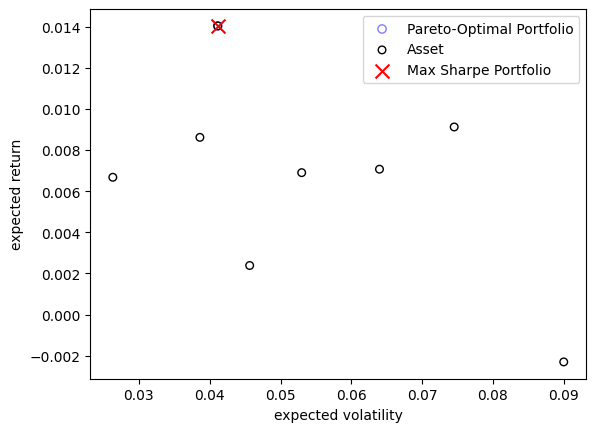 Pareto-Optimal Portfolio
Asset
Max Sharpe Portfolio
0.014
0.012
0.010
0.008
0.006
0.004
0.002
0.000
−0.002
expected return
0.03 0.04 0.05 0.06 0.07 0.08 0.09
expected volatility